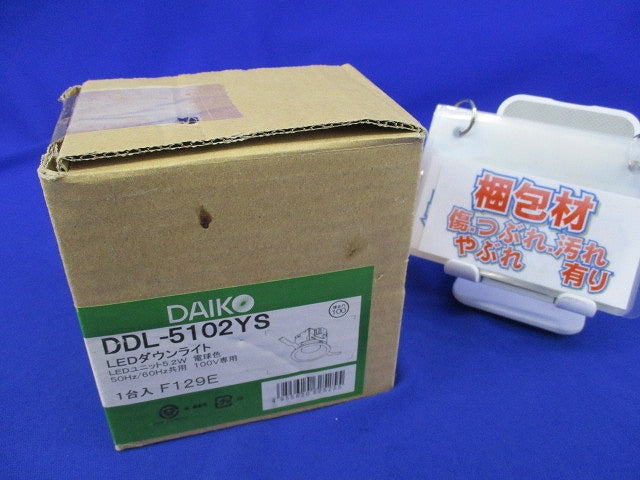 DAIKO
DDL-5102YS
LEDダウンライト
LEDユニット5.2W 電球色
50Hz/60Hz共用 100V専用
1台入 F129E
100
梱包材
傷・つぶれ・汚れ
やぶれ 有り